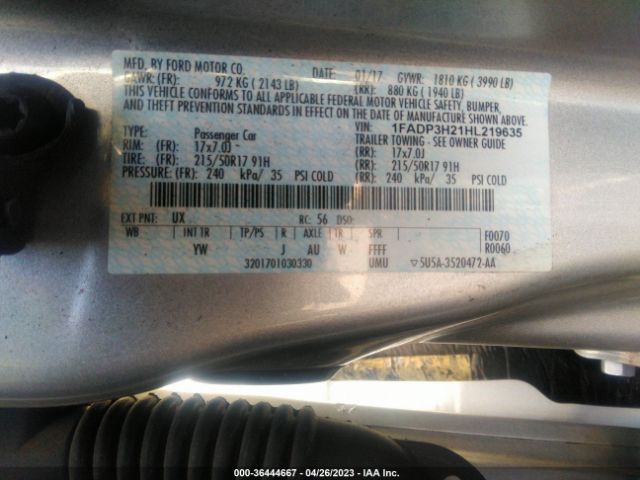 MFD. BY FORD MOTOR CO. DATE: 01/17 GVWR: 1810 KG ( 3990 LB)
GAWR: (FR): 972 KG ( 2143 LB) (RR): 880 KG ( 1940 LB)
THIS VEHICLE CONFORMS TO ALL APPLICABLE FEDERAL MOTOR VEHICLE SAFETY, BUMPER,
AND THEFT PREVENTION STANDARDS IN EFFECT ON THE DATE OF MANUFACTURE SHOWN ABOVE.
VIN: 1FADP3H21HL219635
TYPE: Passenger Car TRAILER TOWING - SEE OWNER GUIDE
RIM: (FR): 17x7.0J (RR): 17x7.0J
TIRE: (FR): 215/50R17 91H (RR): 215/50R17 91H
PRESSURE: (FR): 240 kPa/ 35 PSI COLD (RR): 240 kPa/ 35 PSI COLD
EXT PNT: UX RC: 56 DSO:
WB INT TR TP/PS R AXLE TR SPR F0070
YW J AU W FFFF R0060
3201701030330 UMU ▽5U5A-3520472-AA
000-36444667 - 04/26/2023 - IAA Inc.